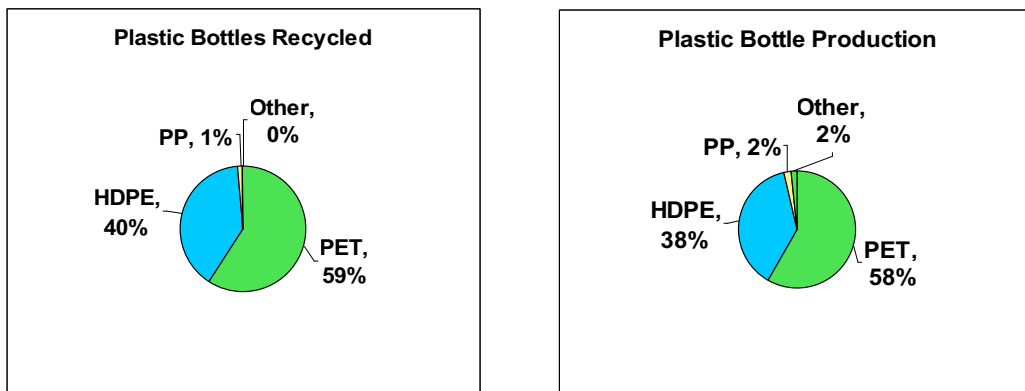 Plastic Bottles Recycled
Other,
0%
PP, 1%
HDPE,
40%
PET,
59%
Plastic Bottle Production
Other,
2%
PP, 2%
HDPE,
38%
PET,
58%